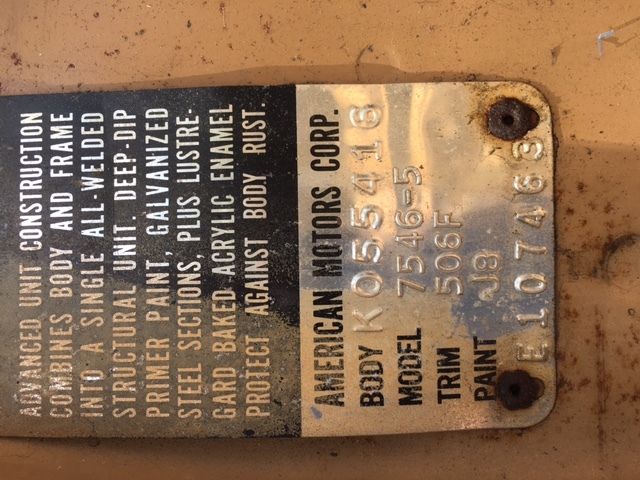 ADVANCED UNIT CONSTRUCTION
COMBINES BODY AND FRAME
INTO A SINGLE ALL-WELDED
STRUCTURAL UNIT. DEEP-DIP
PRIMER PAINT, GALVANIZED
STEEL SECTIONS, PLUS LUSTRE-
GARD BAKED ACRYLIC ENAMEL
PROTECT AGAINST BODY RUST.
AMERICAN MOTORS CORP.
BODY K055416
MODEL 7546-5
TRIM 506F
PAINT J8
E107463